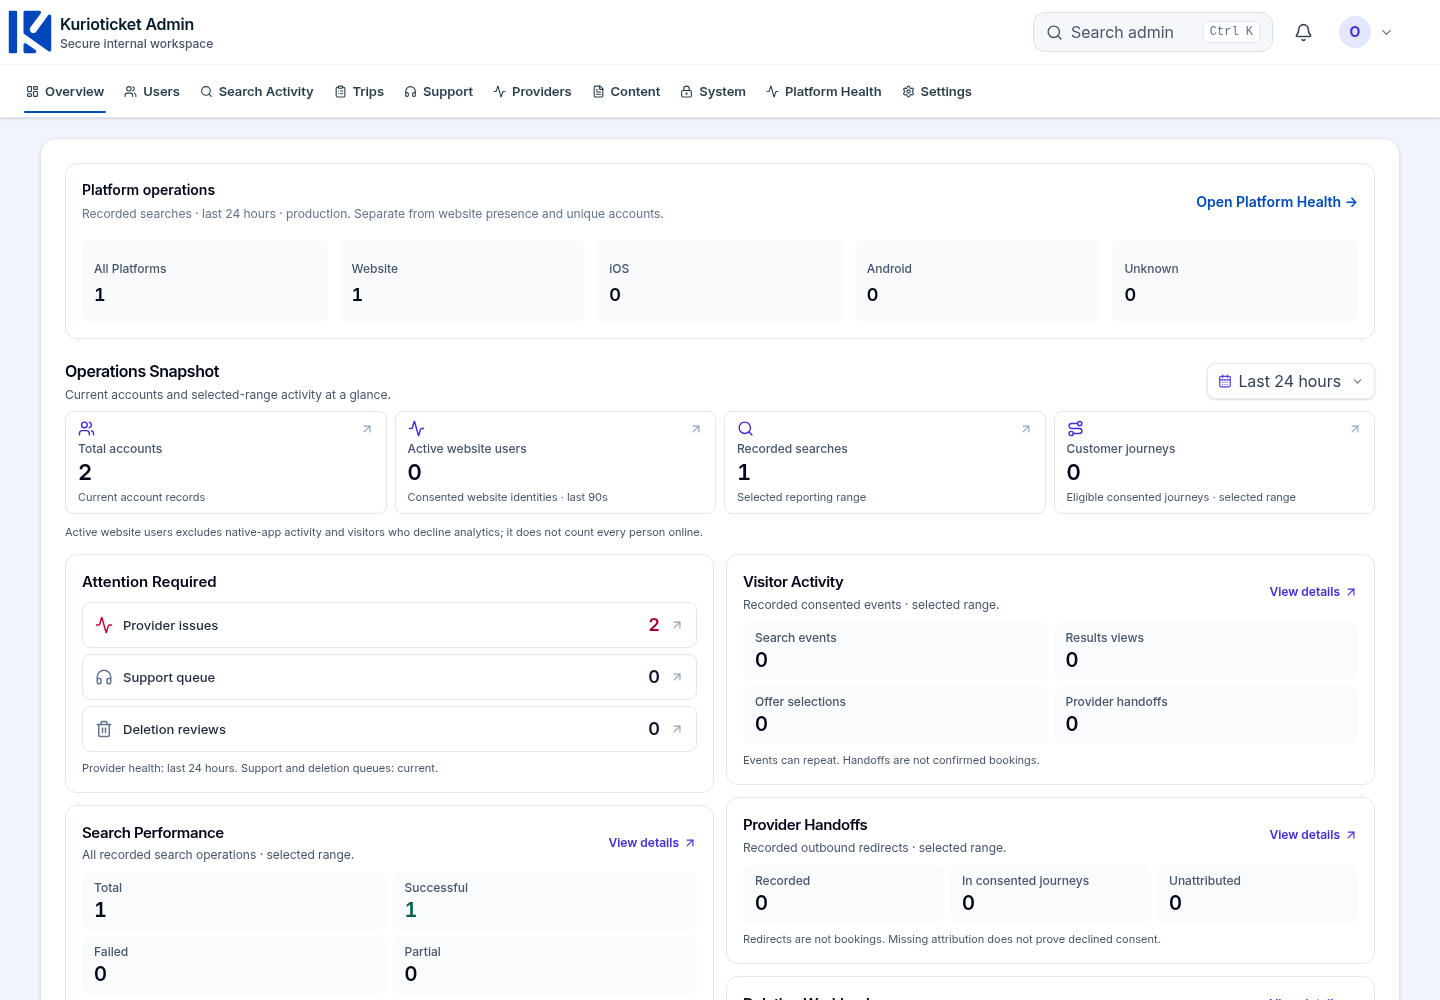 Kurioticket Admin
Secure internal workspace
Search admin
Ctrl K
O
Overview
Users
Search Activity
Trips
Support
Providers
Content
System
Platform Health
Settings
Platform operations
Recorded searches · last 24 hours · production. Separate from website presence and unique accounts.
Open Platform Health →
All Platforms
1
Website
1
iOS
0
Android
0
Unknown
0
Operations Snapshot
Current accounts and selected-range activity at a glance.
Last 24 hours
Total accounts
2
Current account records
Active website users
0
Consented website identities · last 90s
Recorded searches
1
Selected reporting range
Customer journeys
0
Eligible consented journeys · selected range
Active website users excludes native-app activity and visitors who decline analytics; it does not count every person online.
Attention Required
Provider issues
2
Support queue
0
Deletion reviews
0
Provider health: last 24 hours. Support and deletion queues: current.
Search Performance
All recorded search operations · selected range.
View details
Total
1
Successful
1
Failed
0
Partial
0
Visitor Activity
Recorded consented events · selected range.
View details
Search events
0
Results views
0
Offer selections
0
Provider handoffs
0
Events can repeat. Handoffs are not confirmed bookings.
Provider Handoffs
Recorded outbound redirects · selected range.
View details
Recorded
0
In consented journeys
0
Unattributed
0
Redirects are not bookings. Missing attribution does not prove declined consent.